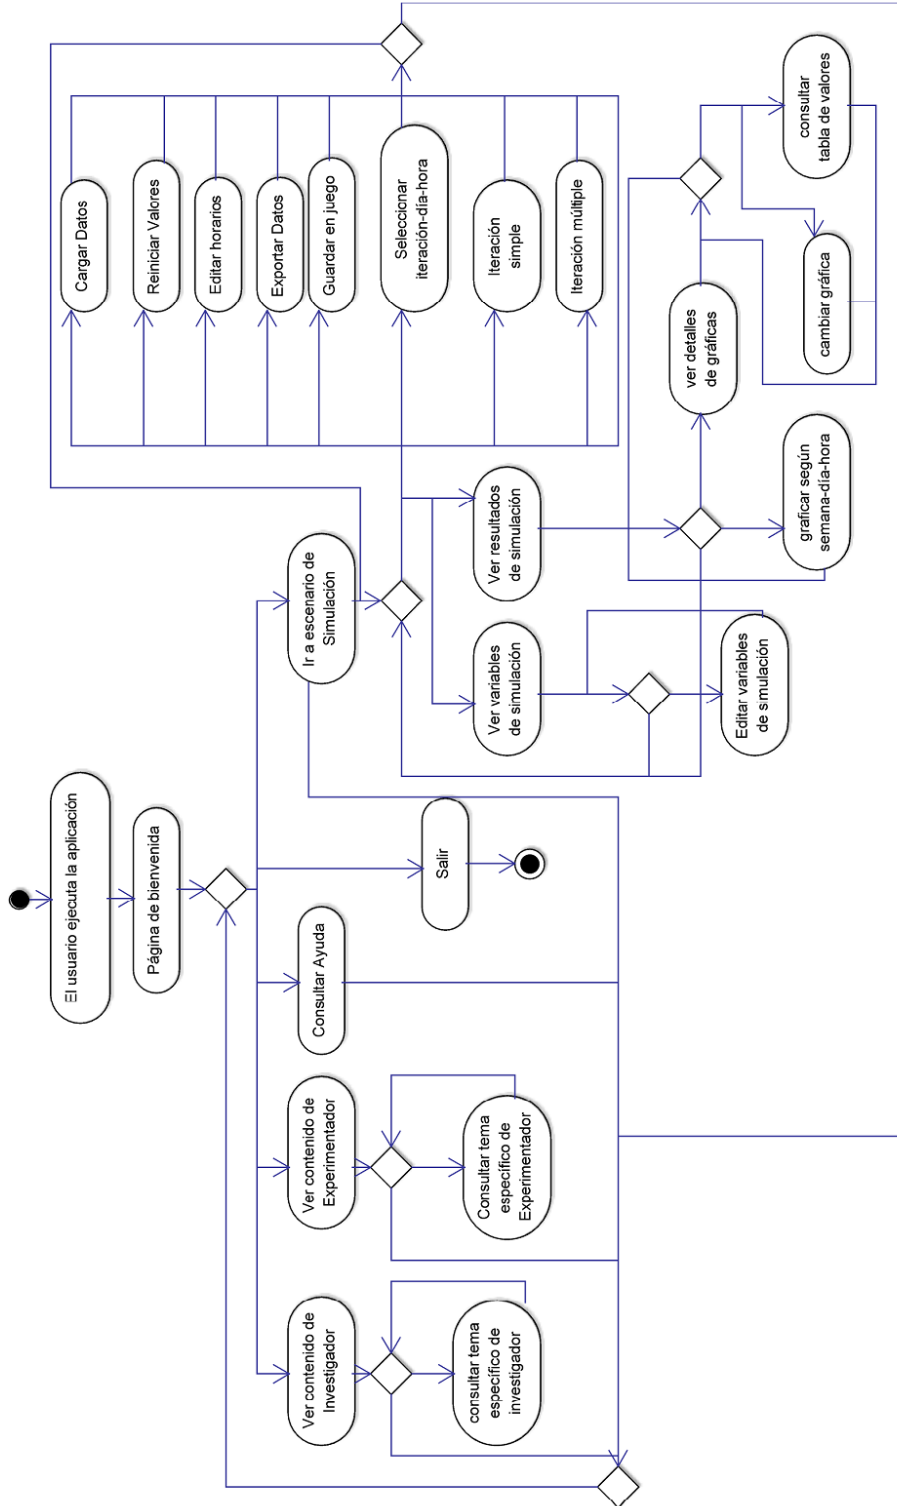 El usuario ejecuta la aplicación
Página de bienvenida
Ver contenido de
Investigador
Ver contenido de
Experimentador
Consultar Ayuda
Salir
Ir a escenario de
Simulación
consultar tema
específico de
investigador
Consultar tema
específico de
Experimentador
Ver variables
de simulación
Ver resultados
de simulación
Editar variables
de simulación
graficar según
semana-día-hora
ver detalles
de gráficas
cambiar gráfica
consultar
tabla de valores
Cargar Datos
Reiniciar Valores
Editar horarios
Exportar Datos
Guardar en juego
Seleccionar
iteración-día-hora
Iteración
simple
Iteración múltiple